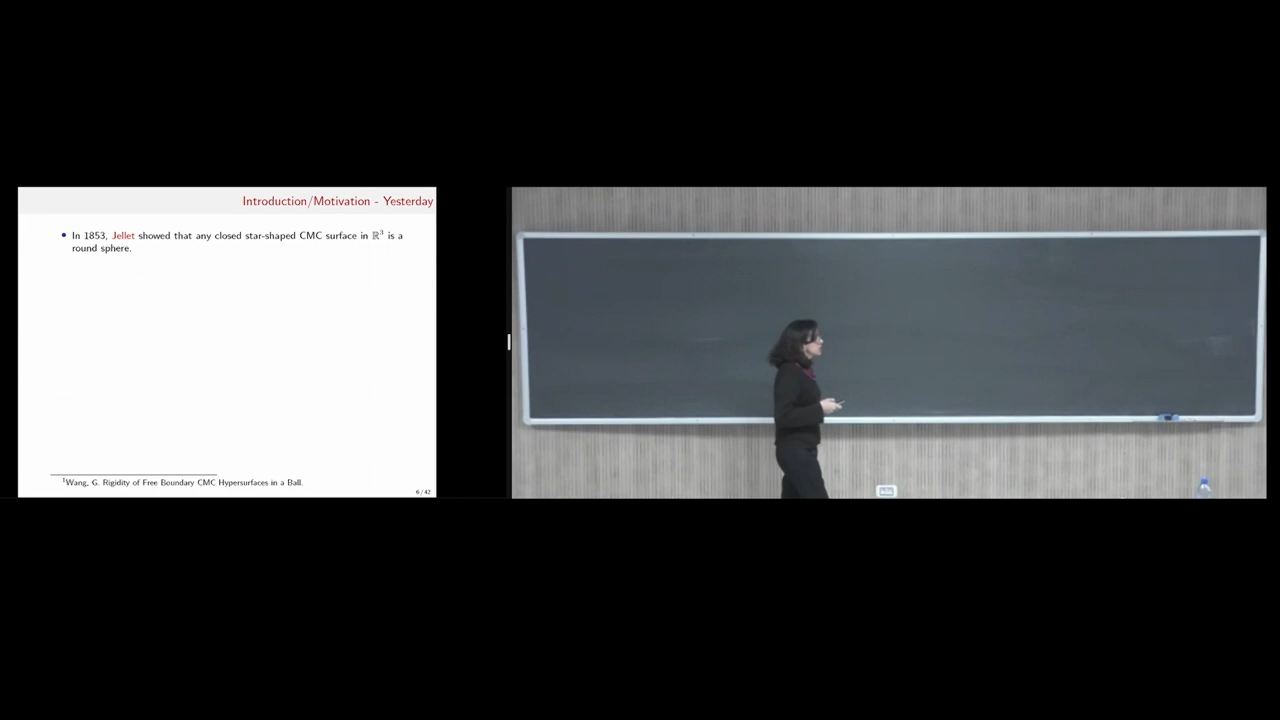 Introduction/Motivation - Yesterday
• In 1853, Jellet showed that any closed star-shaped CMC surface in ℝ³ is a
round sphere.
¹Wang, G. Rigidity of Free Boundary CMC Hypersurfaces in a Ball.
6 / 42